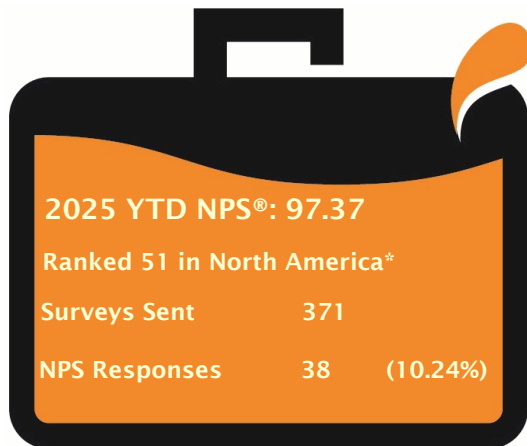 2025 YTD NPS®: 97.37
Ranked 51 in North America*
Surveys Sent 371
NPS Responses 38 (10.24%)